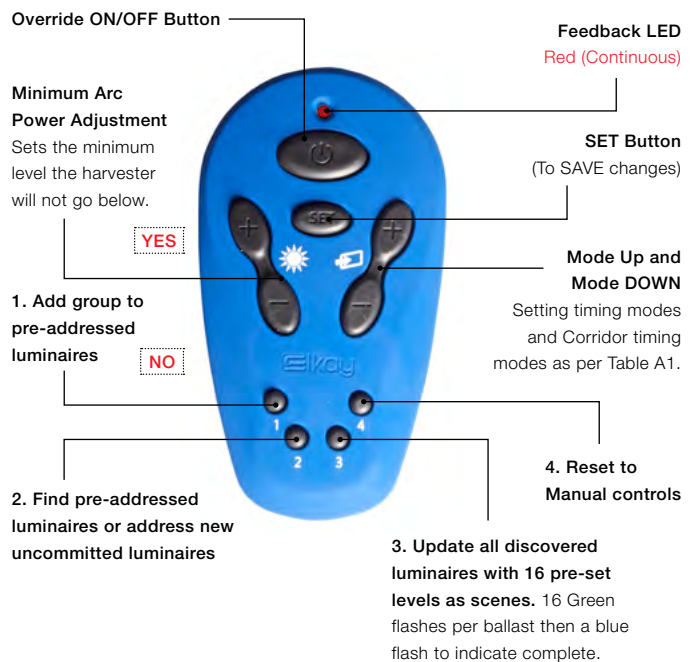 Override ON/OFF Button
Feedback LED
Red (Continuous)
Minimum Arc
Power Adjustment
Sets the minimum
level the harvester
will not go below.
SET Button
(To SAVE changes)
SET
YES
Mode Up and
Mode DOWN
Setting timing modes
and Corridor timing
modes as per Table A1.
1. Add group to
pre-addressed
luminaires
NO
Elkay
1
4
2
3
2. Find pre-addressed
luminaires or address new
uncommitted luminaires
4. Reset to
Manual controls
3. Update all discovered
luminaires with 16 pre-set
levels as scenes. 16 Green
flashes per ballast then a blue
flash to indicate complete.